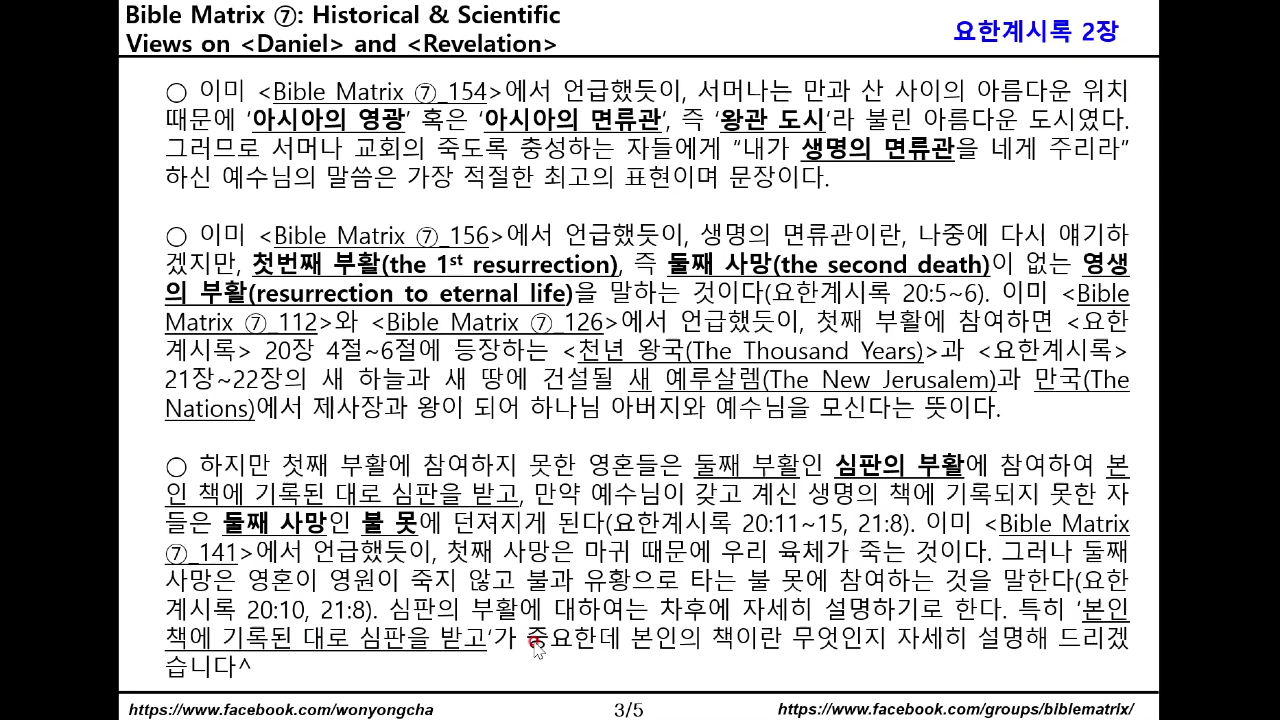 Bible Matrix ⑦: Historical & Scientific
Views on <Daniel> and <Revelation>
요한계시록 2장
○ 이미 <Bible Matrix ⑦_154>에서 언급했듯이, 서머나는 만과 산 사이의 아름다운 위치
때문에 ‘아시아의 영광’ 혹은 ‘아시아의 면류관’, 즉 ‘왕관 도시‘라 불린 아름다운 도시였다.
그러므로 서머나 교회의 죽도록 충성하는 자들에게 “내가 생명의 면류관을 네게 주리라”
하신 예수님의 말씀은 가장 적절한 최고의 표현이며 문장이다.
○ 이미 <Bible Matrix ⑦_156>에서 언급했듯이, 생명의 면류관이란, 나중에 다시 얘기하
겠지만, 첫번째 부활(the 1st resurrection), 즉 둘째 사망(the second death)이 없는 영생
의 부활(resurrection to eternal life)을 말하는 것이다(요한계시록 20:5~6). 이미 <Bible
Matrix ⑦_112>와 <Bible Matrix ⑦_126>에서 언급했듯이, 첫째 부활에 참여하면 <요한
계시록> 20장 4절~6절에 등장하는 <천년 왕국(The Thousand Years)>과 <요한계시록>
21장~22장의 새 하늘과 새 땅에 건설될 새 예루살렘(The New Jerusalem)과 만국(The
Nations)에서 제사장과 왕이 되어 하나님 아버지와 예수님을 모신다는 뜻이다.
○ 하지만 첫째 부활에 참여하지 못한 영혼들은 둘째 부활인 심판의 부활에 참여하여 본
인 책에 기록된 대로 심판을 받고, 만약 예수님이 갖고 계신 생명의 책에 기록되지 못한 자
들은 둘째 사망인 불 못에 던져지게 된다(요한계시록 20:11~15, 21:8). 이미 <Bible Matrix
⑦_141>에서 언급했듯이, 첫째 사망은 마귀 때문에 우리 육체가 죽는 것이다. 그러나 둘째
사망은 영혼이 영원이 죽지 않고 불과 유황으로 타는 불 못에 참여하는 것을 말한다(요한
계시록 20:10, 21:8). 심판의 부활에 대하여는 차후에 자세히 설명하기로 한다. 특히 ‘본인
책에 기록된 대로 심판을 받고‘가 중요한데 본인의 책이란 무엇인지 자세히 설명해 드리겠
습니다^
https://www.facebook.com/wonyongcha
3/5
https://www.facebook.com/groups/biblematrix/